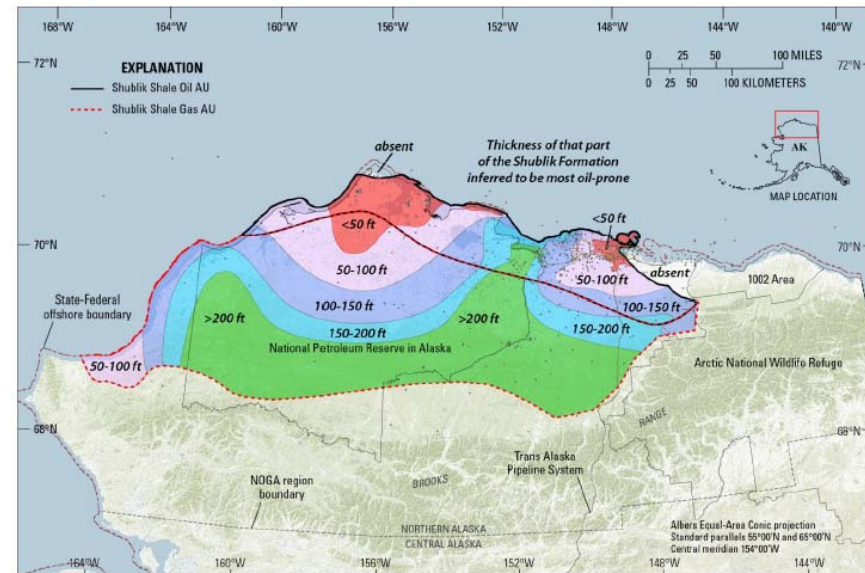 168°W
164°W
160°W
156°W
152°W
148°W
144°W
140°W
72°N
72°N
EXPLANATION
Shublik Shale Oil AU
Shublik Shale Gas AU
0 25 50 100 MILES
0 25 50 100 KILOMETERS
AK
MAP LOCATION
absent
Thickness of that part
of the Shublik Formation
inferred to be most oil-prone
<50 ft
<50 ft
70°N
70°N
50-100 ft
50-100 ft
absent
1002 Area
State-Federal
offshore boundary
>200 ft
100-150 ft
>200 ft
100-150 ft
150-200 ft
150-200 ft
National Petroleum Reserve in Alaska
Arctic National Wildlife Refuge
50-100 ft
68°N
68°N
RANGE
Trans Alaska
Pipeline System
BROOKS
NOGA region
boundary
NORTHERN ALASKA
CENTRAL ALASKA
Albers Equal-Area Conic projection
Standard parallels 55°00'N and 65°00'N
Central meridian 154°00'W
164°W
160°W
156°W
152°W
148°W
144°W